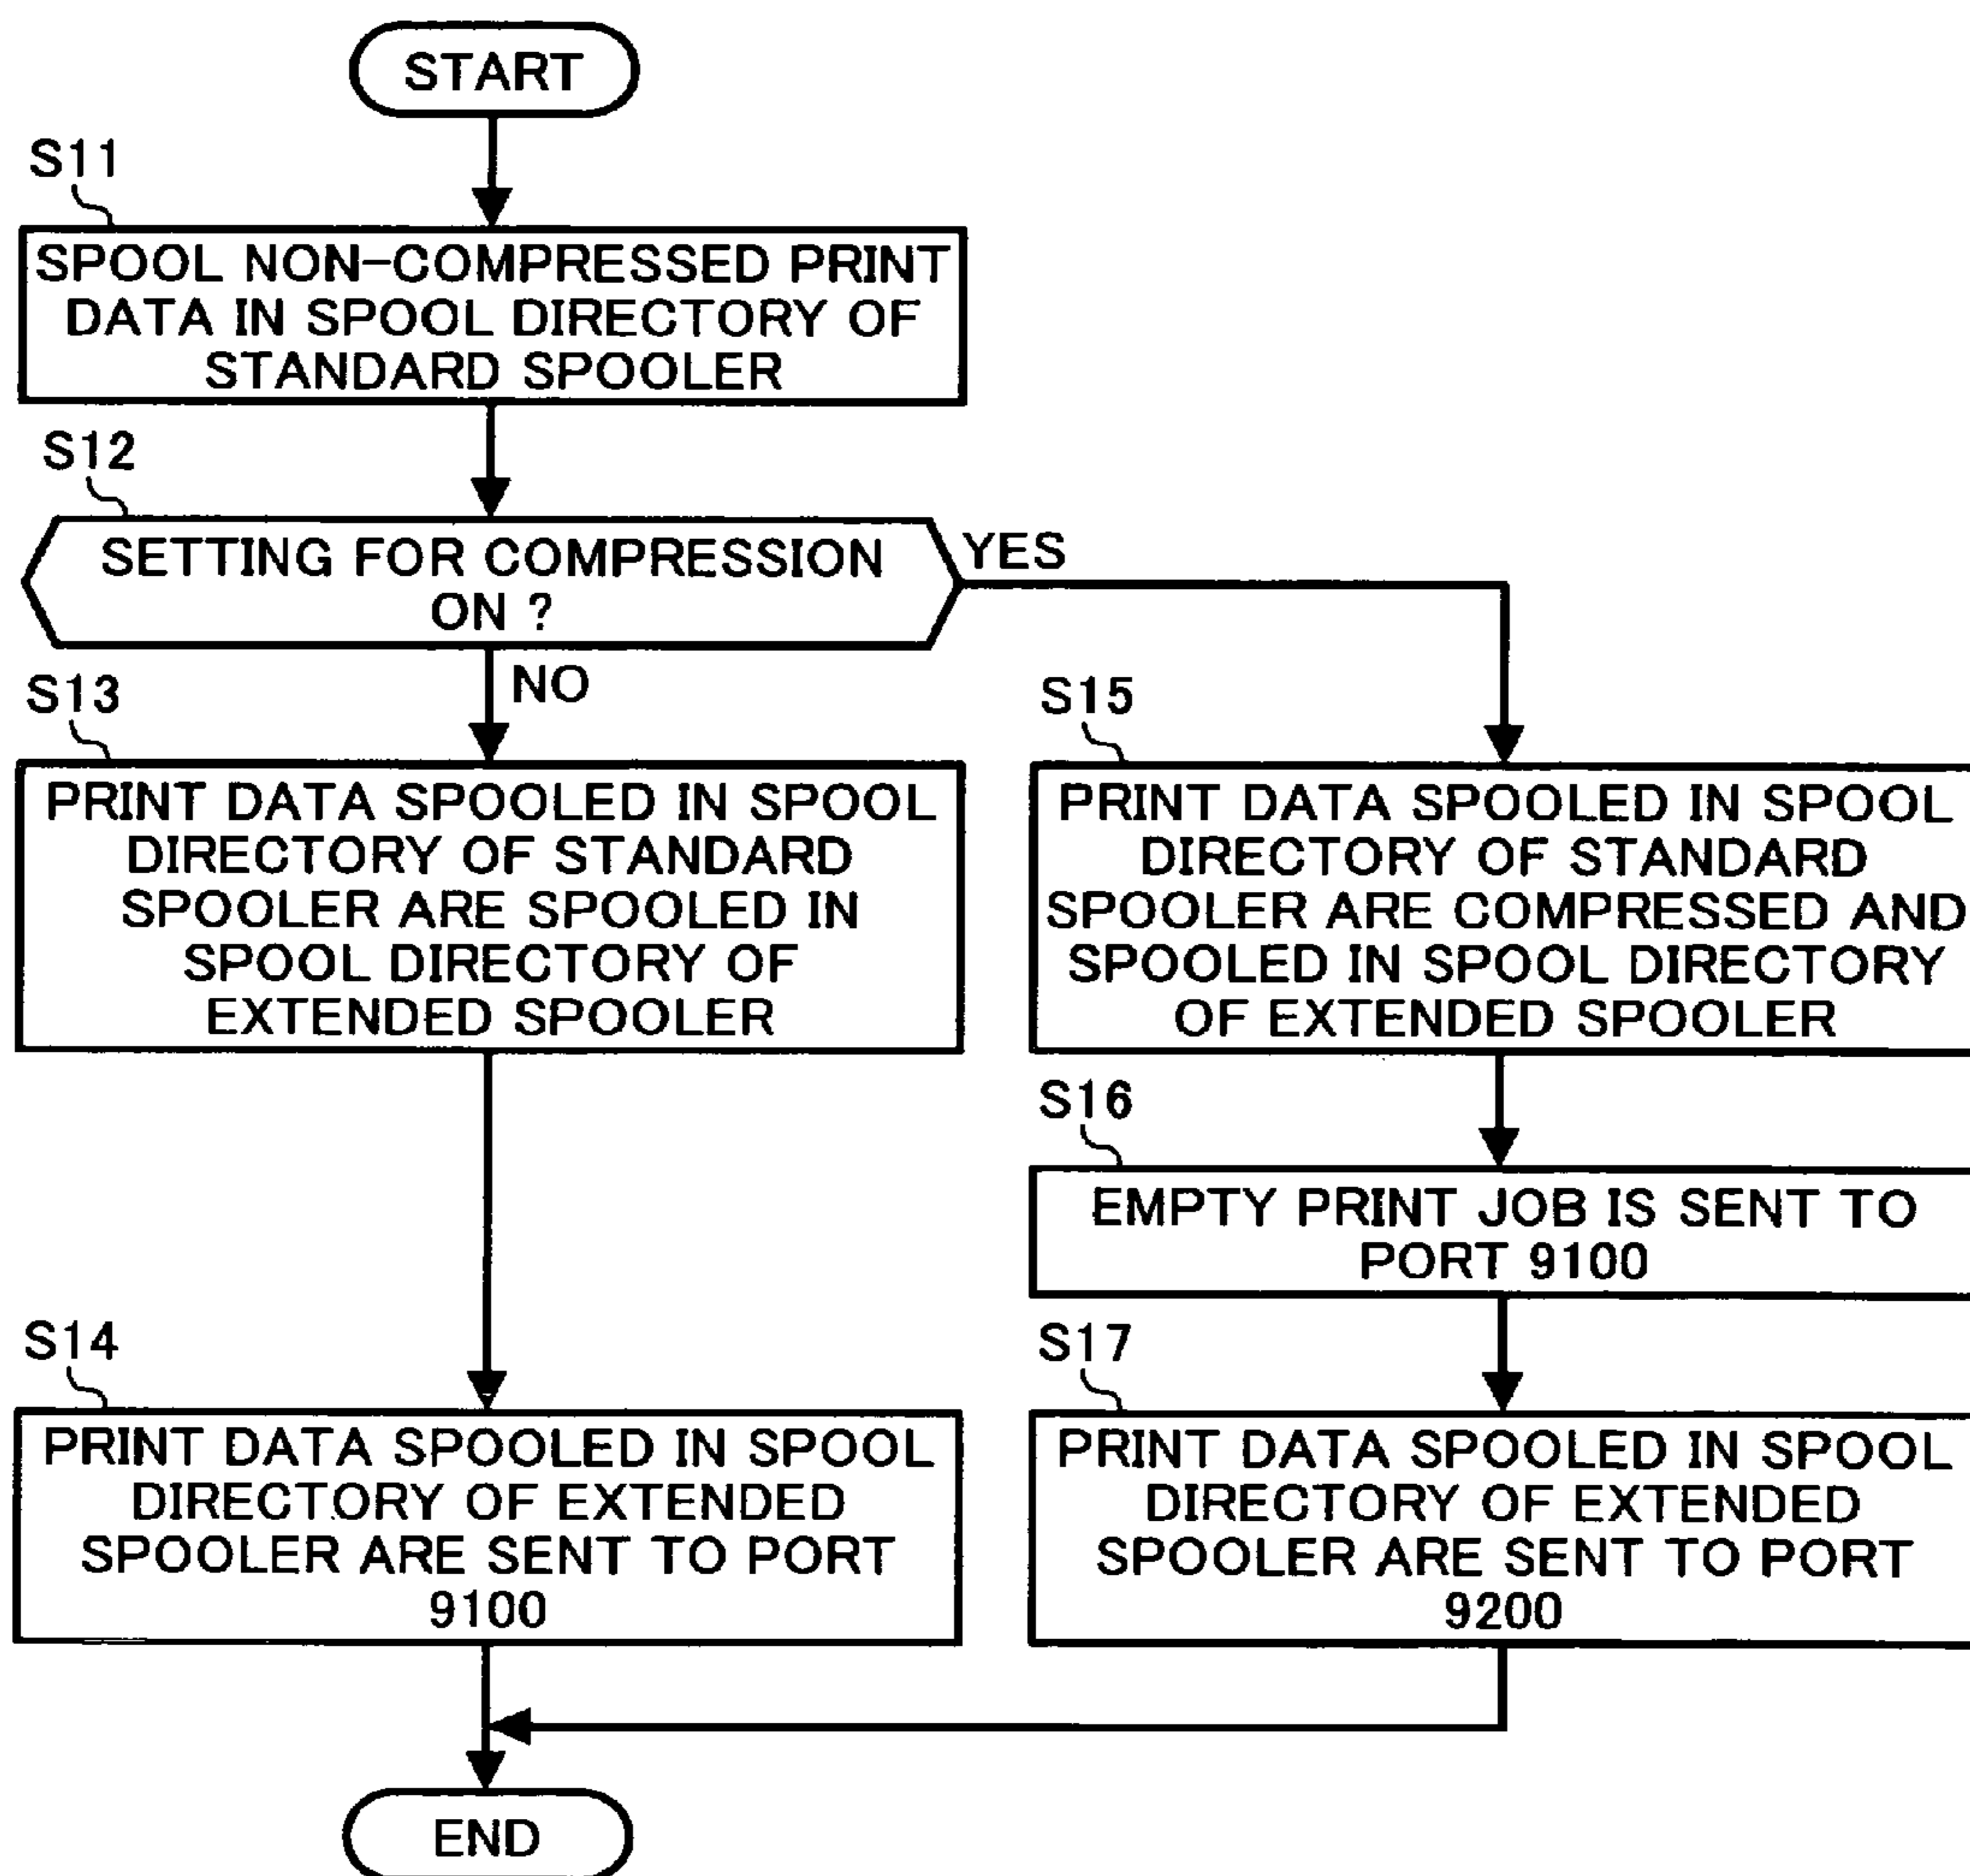 START
S11
SPOOL NON-COMPRESSED PRINT
DATA IN SPOOL DIRECTORY OF
STANDARD SPOOLER
S12
SETTING FOR COMPRESSION
ON ?
YES
NO
S13
PRINT DATA SPOOLED IN SPOOL
DIRECTORY OF STANDARD
SPOOLER ARE SPOOLED IN
SPOOL DIRECTORY OF
EXTENDED SPOOLER
S14
PRINT DATA SPOOLED IN SPOOL
DIRECTORY OF EXTENDED
SPOOLER ARE SENT TO PORT
9100
S15
PRINT DATA SPOOLED IN SPOOL
DIRECTORY OF STANDARD
SPOOLER ARE COMPRESSED AND
SPOOLED IN SPOOL DIRECTORY
OF EXTENDED SPOOLER
S16
EMPTY PRINT JOB IS SENT TO
PORT 9100
S17
PRINT DATA SPOOLED IN SPOOL
DIRECTORY OF EXTENDED
SPOOLER ARE SENT TO PORT
9200
END